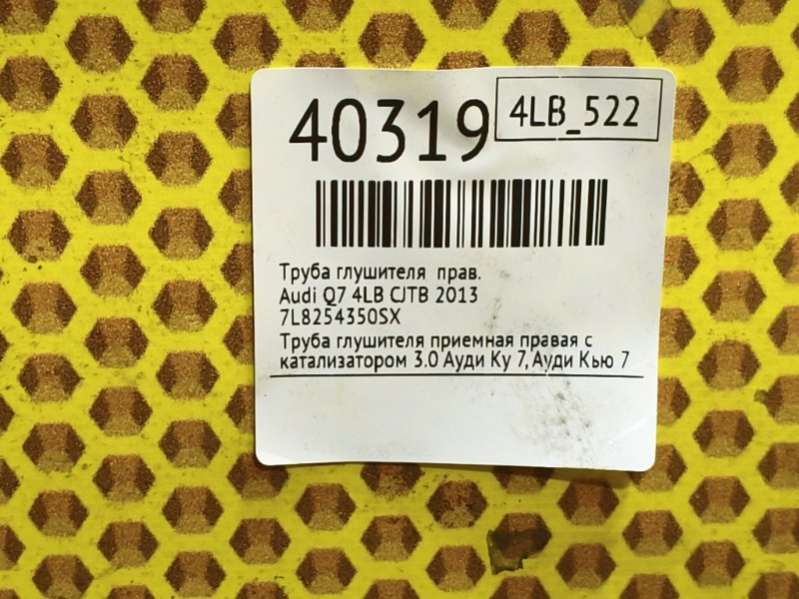 40319
4LB_522
Труба глушителя прав.
Audi Q7 4LB CJTB 2013
7L8254350SX
Труба глушителя приемная правая с
катализатором 3.0 Ауди Ку 7, Ауди Кью 7